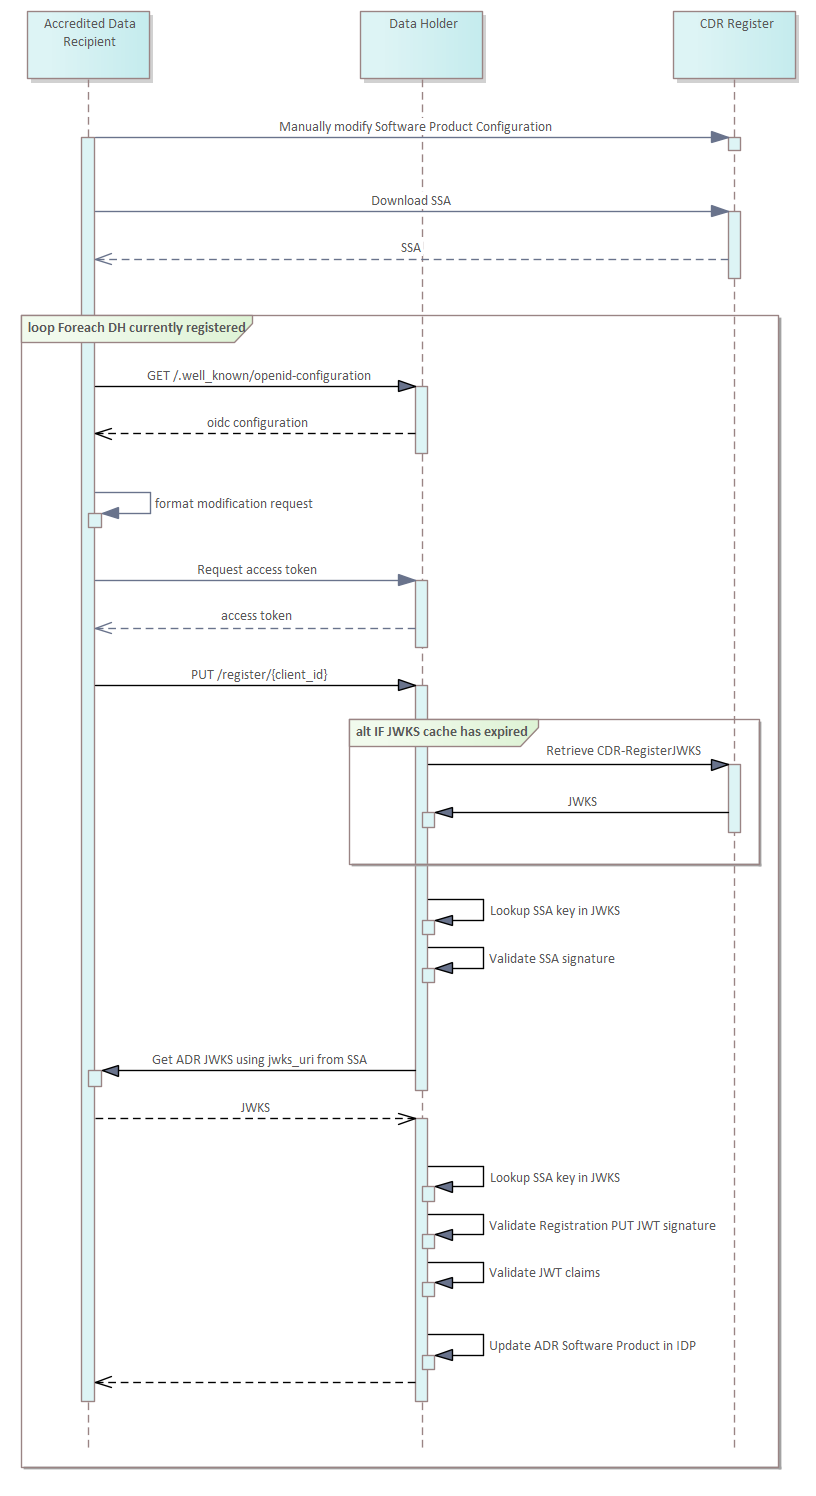 Accredited Data
Recipient
Data Holder
CDR Register
Manually modify Software Product Configuration
Download SSA
SSA
loop Foreach DH currently registered
GET /.well_known/openid-configuration
oidc configuration
format modification request
Request access token
access token
PUT /register/{client_id}
alt IF JWKS cache has expired
Retrieve CDR-RegisterJWKS
JWKS
Lookup SSA key in JWKS
Validate SSA signature
Get ADR JWKS using jwks_uri from SSA
JWKS
Lookup SSA key in JWKS
Validate Registration PUT JWT signature
Validate JWT claims
Update ADR Software Product in IDP